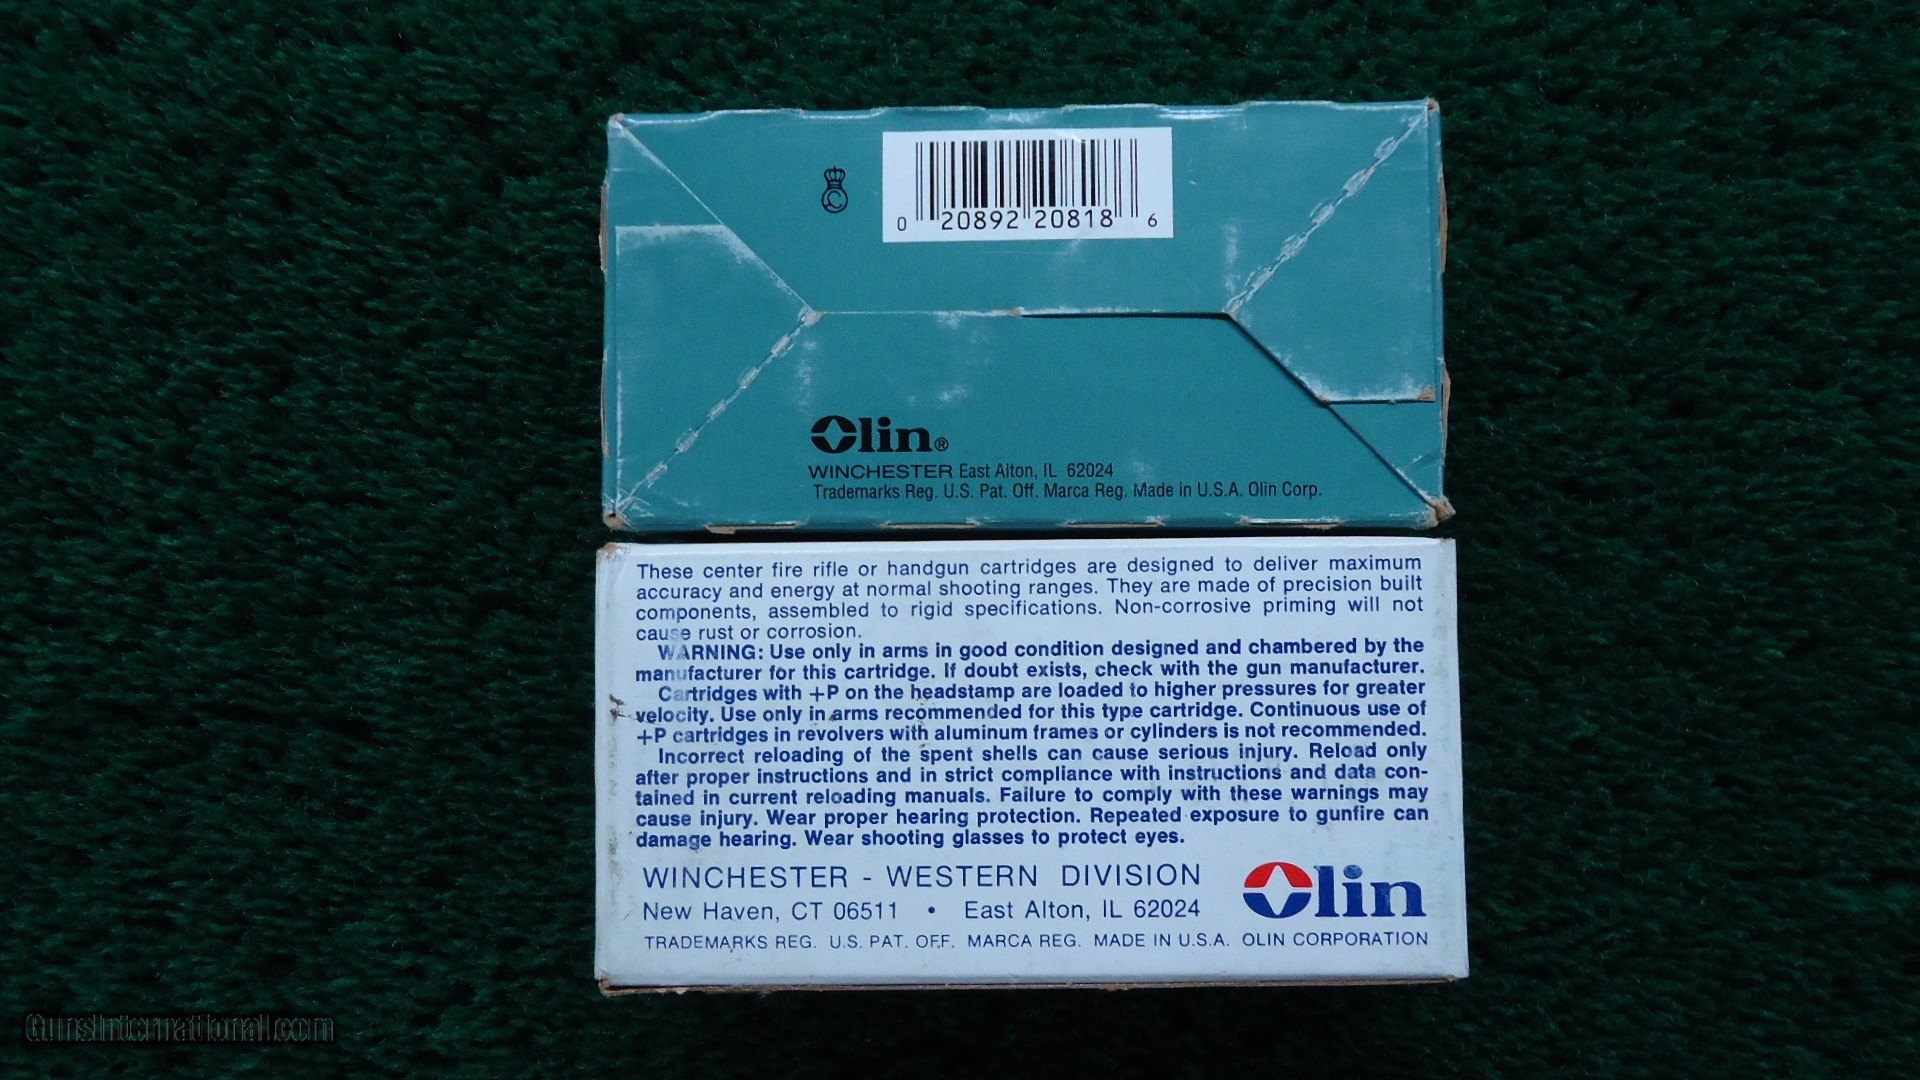 0 20892 20818 6
Olin®
WINCHESTER East Alton, IL 62024
Trademarks Reg. U.S. Pat. Off. Marca Reg. Made in U.S.A. Olin Corp.
These center fire rifle or handgun cartridges are designed to deliver maximum
accuracy and energy at normal shooting ranges. They are made of precision built
components, assembled to rigid specifications. Non-corrosive priming will not
cause rust or corrosion.
WARNING: Use only in arms in good condition designed and chambered by the
manufacturer for this cartridge. If doubt exists, check with the gun manufacturer.
Cartridges with +P on the headstamp are loaded to higher pressures for greater
velocity. Use only in arms recommended for this type cartridge. Continuous use of
+P cartridges in revolvers with aluminum frames or cylinders is not recommended.
Incorrect reloading of the spent shells can cause serious injury. Reload only
after proper instructions and in strict compliance with instructions and data con-
tained in current reloading manuals. Failure to comply with these warnings may
cause injury. Wear proper hearing protection. Repeated exposure to gunfire can
damage hearing. Wear shooting glasses to protect eyes.
WINCHESTER - WESTERN DIVISION
New Haven, CT 06511 • East Alton, IL 62024
Olin
TRADEMARKS REG. U.S. PAT. OFF. MARCA REG. MADE IN U.S.A. OLIN CORPORATION
GunsInternational.com